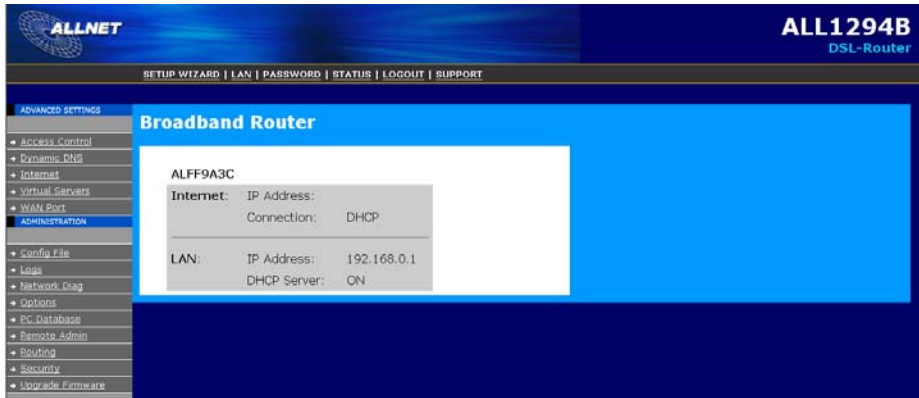 ALLNET
ALL1294B
DSL-Router
SETUP WIZARD | LAN | PASSWORD | STATUS | LOGOUT | SUPPORT
ADVANCED SETTINGS
Access Control
Dynamic DNS
Internet
Virtual Servers
WAN Port
ADMINISTRATION
Config File
Logs
Network Diag
Options
PC Database
Remote Admin
Routing
Security
Upgrade Firmware
Broadband Router
ALFF9A3C
Internet: IP Address:
Connection: DHCP
LAN: IP Address: 192.168.0.1
DHCP Server: ON